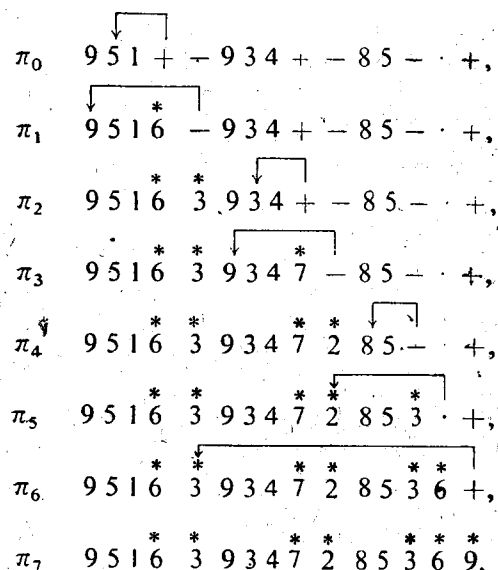 π₀ 9 5 1 + − 9 3 4 + − 8 5 − · +,
*
π₁ 9 5 1 6 − 9 3 4 + − 8 5 − · +,
* *
π₂ 9 5 1 6 3 9 3 4 + − 8 5 − · +,
* * *
π₃ 9 5 1 6 3 9 3 4 7 − 8 5 − · +,
* * * *
π₄ 9 5 1 6 3 9 3 4 7 2 8 5 − · +,
* * * * *
π₅ 9 5 1 6 3 9 3 4 7 2 8 5 3 · +,
* * * * * *
π₆ 9 5 1 6 3 9 3 4 7 2 8 5 3 6 +,
* * * * * * *
π₇ 9 5 1 6 3 9 3 4 7 2 8 5 3 6 9.